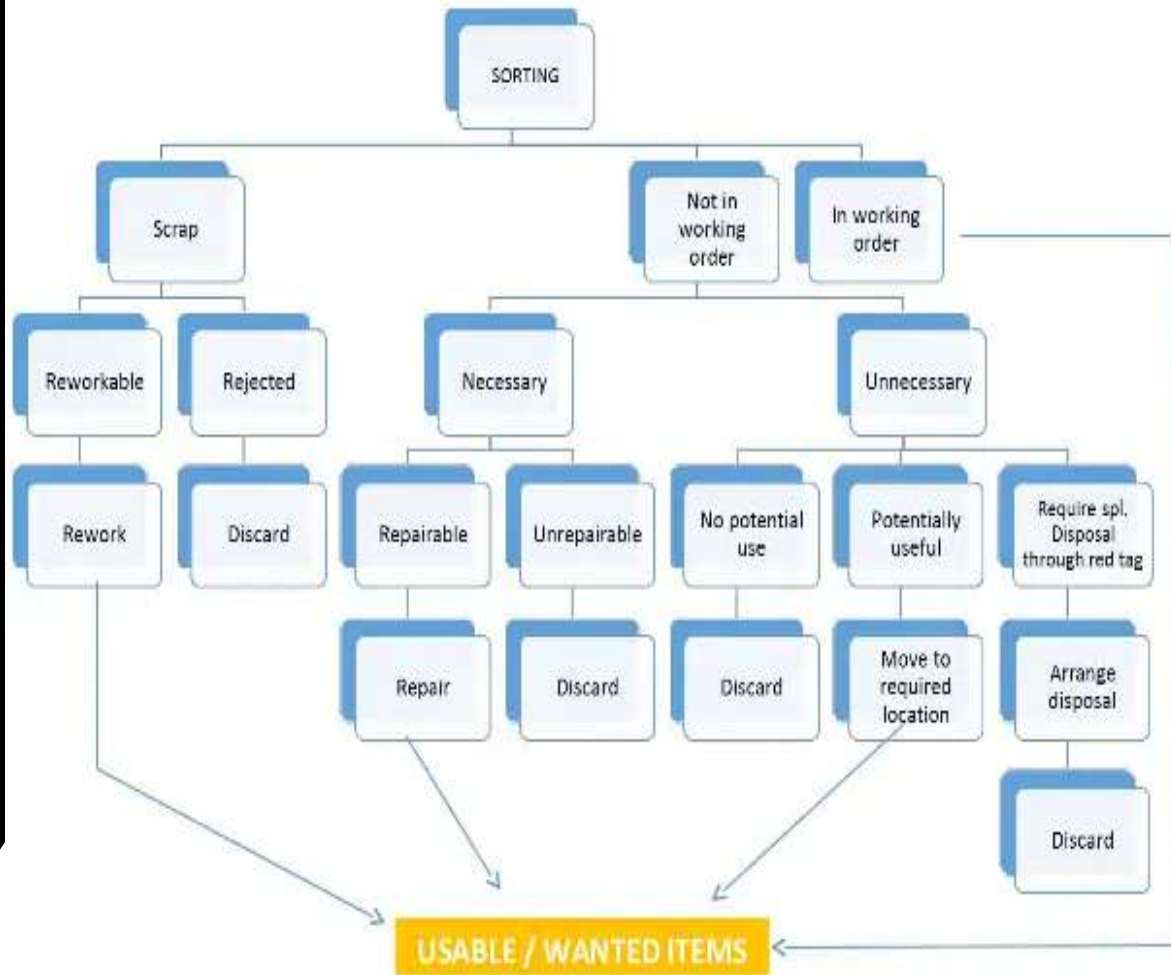 SORTING
Scrap
Not in
working
order
In working
order
Reworkable
Rejected
Necessary
Unnecessary
Rework
Discard
Repairable
Unrepairable
No potential
use
Potentially
useful
Require spl.
Disposal
through red tag
Repair
Discard
Discard
Move to
required
location
Arrange
disposal
Discard
USABLE / WANTED ITEMS